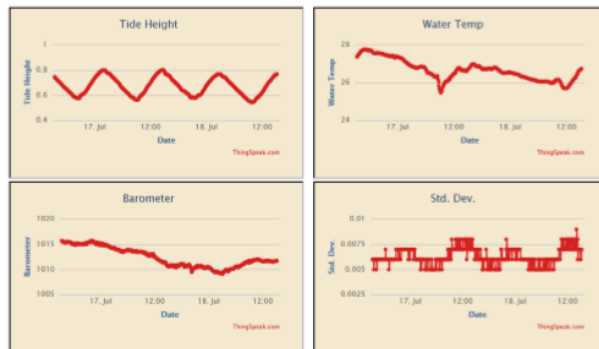 Tide Height
1
0.8
0.6
0.4
Tide Height
17. Jul
12:00
18. Jul
12:00
Date
ThingSpeak.com
Water Temp
28
26
24
Water Temp
17. Jul
12:00
18. Jul
12:00
Date
ThingSpeak.com
Barometer
1020
1015
1010
1005
Barometer
17. Jul
12:00
18. Jul
12:00
Date
ThingSpeak.com
Std. Dev.
0.01
0.0075
0.005
0.0025
Std. Dev.
17. Jul
12:00
18. Jul
12:00
Date
ThingSpeak.com